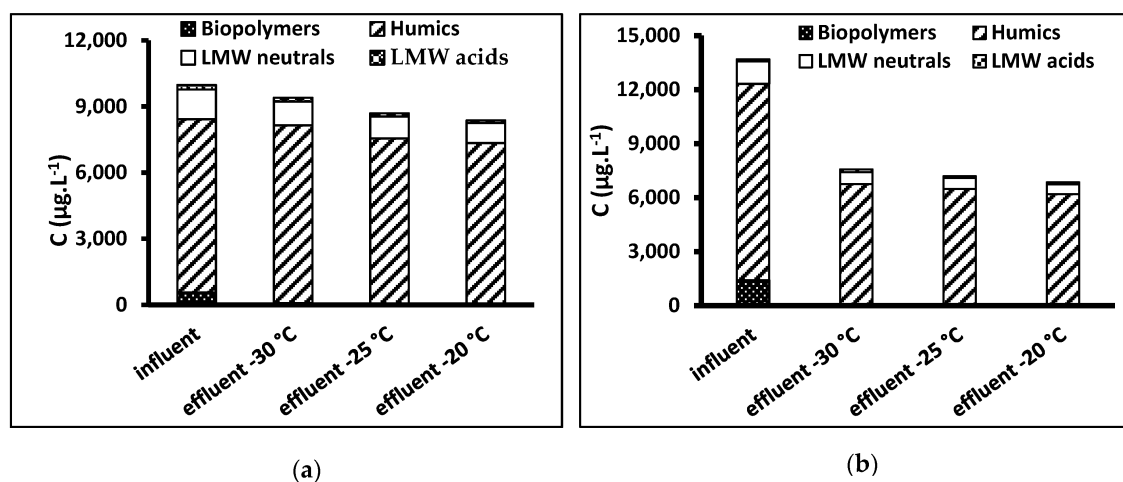 Biopolymers Humics
LMW neutrals LMW acids
12,000
9,000
6,000
3,000
0
C (µg.L⁻¹)
influent
effluent -30 °C
effluent -25 °C
effluent -20 °C
(a)
Biopolymers Humics
LMW neutrals LMW acids
15,000
12,000
9,000
6,000
3,000
0
C (µg.L⁻¹)
influent
effluent -30 °C
effluent -25 °C
effluent -20 °C
(b)